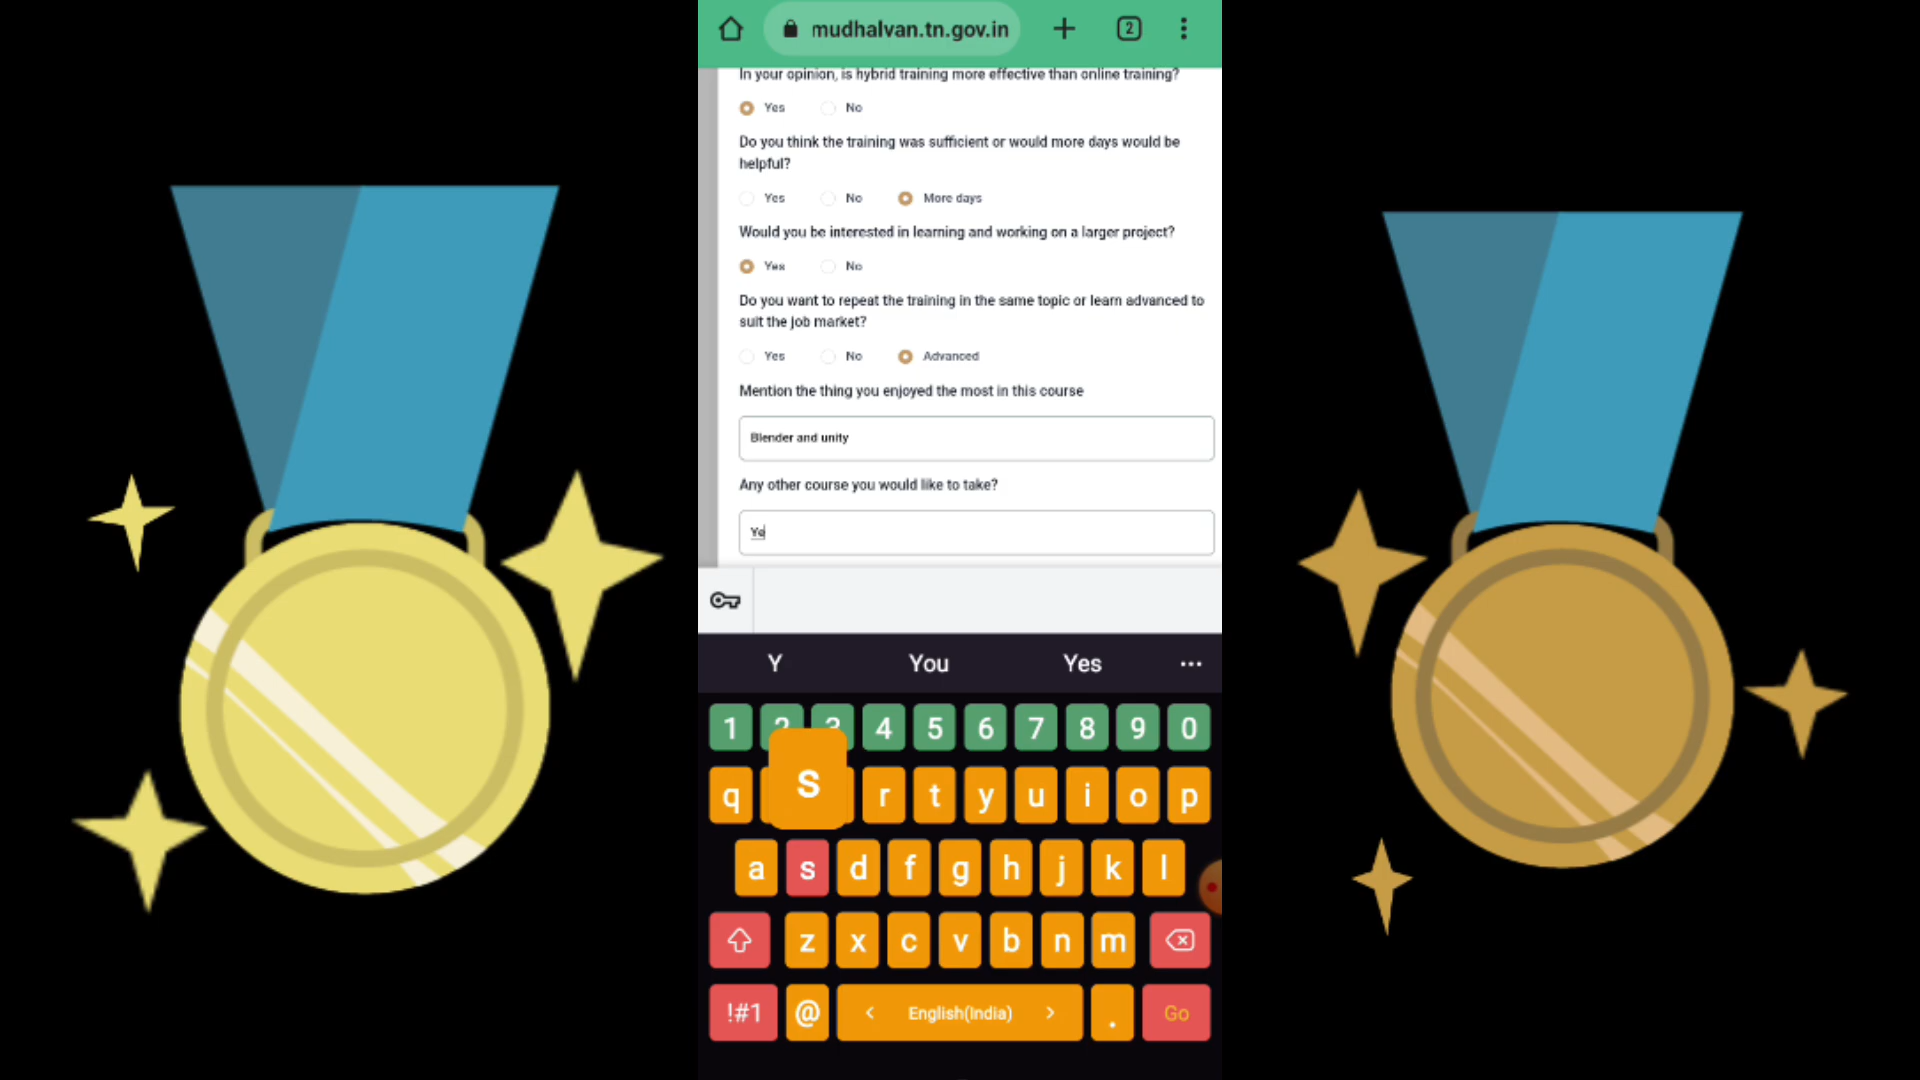 mudhalvan.tn.gov.in
2
In your opinion, is hybrid training more effective than online training?
Yes No
Do you think the training was sufficient or would more days would be
helpful?
Yes No More days
Would you be interested in learning and working on a larger project?
Yes No
Do you want to repeat the training in the same topic or learn advanced to
suit the job market?
Yes No Advanced
Mention the thing you enjoyed the most in this course
Blender and unity
Any other course you would like to take?
Ye
Y You Yes
1 2 3 4 5 6 7 8 9 0
s
q r t y u i o p
a s d f g h j k l
z x c v b n m
!#1 @ < English(India) > . Go